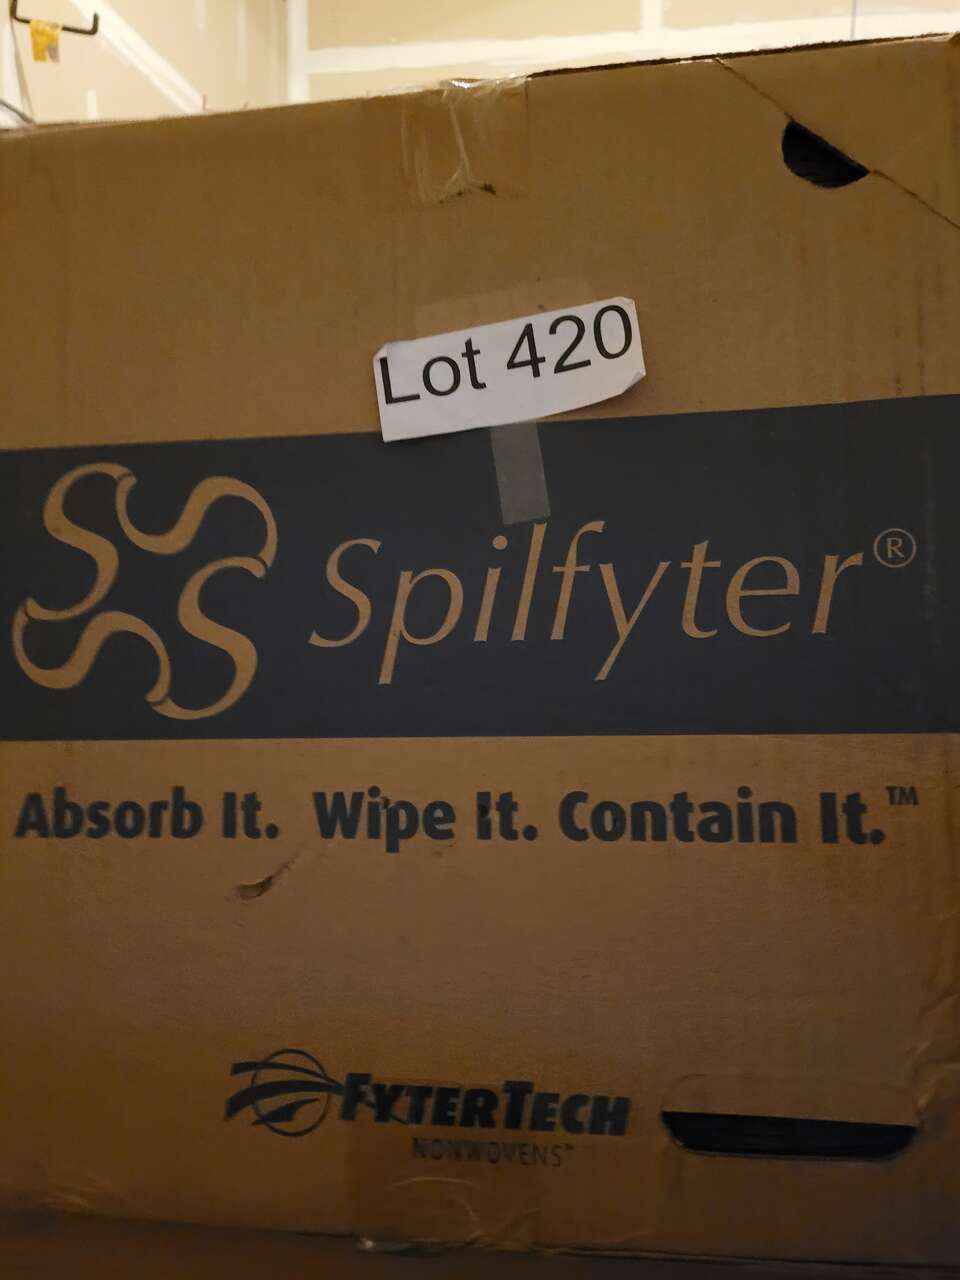 Lot 420
Spilfyter®
Absorb It. Wipe It. Contain It.™
FYTERTECH
NONWOVENS™